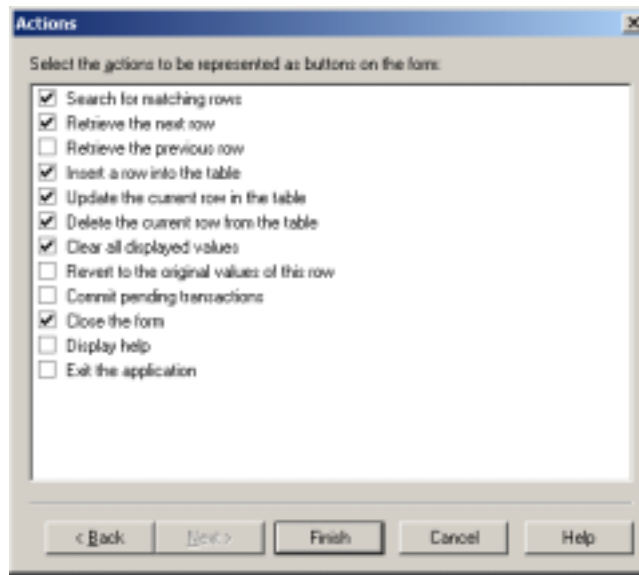 Actions
Select the actions to be represented as buttons on the form:
Search for matching rows
Retrieve the next row
Retrieve the previous row
Insert a row into the table
Update the current row in the table
Delete the current row from the table
Clear all displayed values
Revert to the original values of this row
Commit pending transactions
Close the form
Display help
Exit the application
< Back
Next >
Finish
Cancel
Help